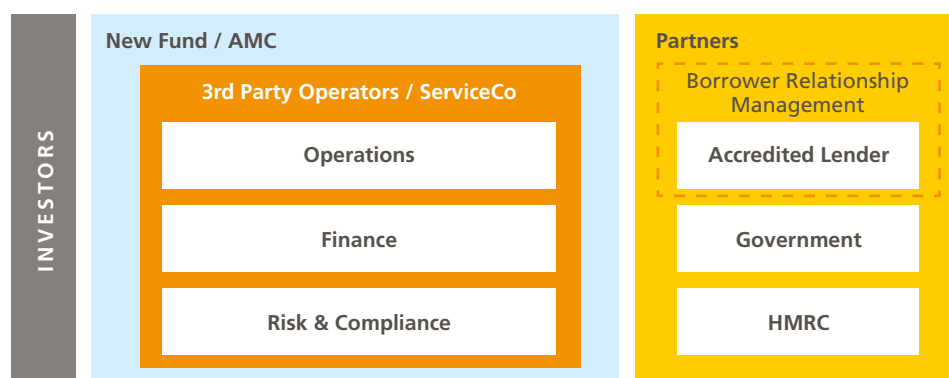 INVESTORS
New Fund / AMC
3rd Party Operators / ServiceCo
Operations
Finance
Risk & Compliance
Partners
Borrower Relationship
Management
Accredited Lender
Government
HMRC